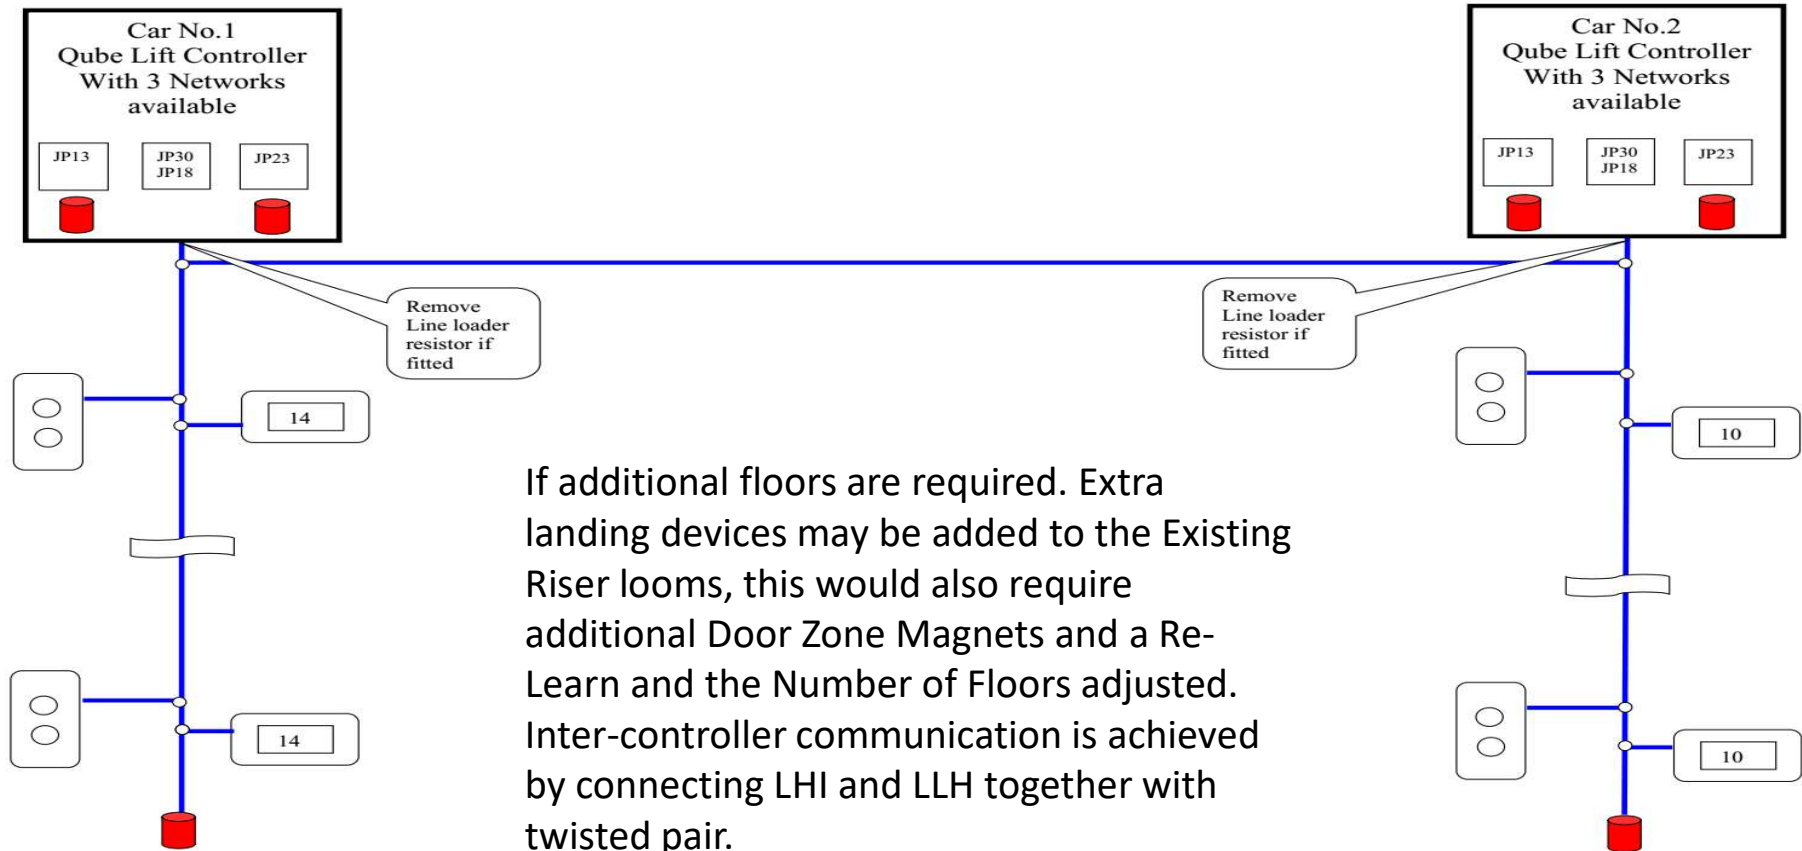 Car No.1
Qube Lift Controller
With 3 Networks
available
JP13
JP30
JP18
JP23
Car No.2
Qube Lift Controller
With 3 Networks
available
JP13
JP30
JP18
JP23
Remove
Line loader
resistor if
fitted
Remove
Line loader
resistor if
fitted
14
10
If additional floors are required. Extra
landing devices may be added to the Existing
Riser looms, this would also require
additional Door Zone Magnets and a Re-
Learn and the Number of Floors adjusted.
Inter-controller communication is achieved
by connecting LHI and LLH together with
twisted pair.
14
10